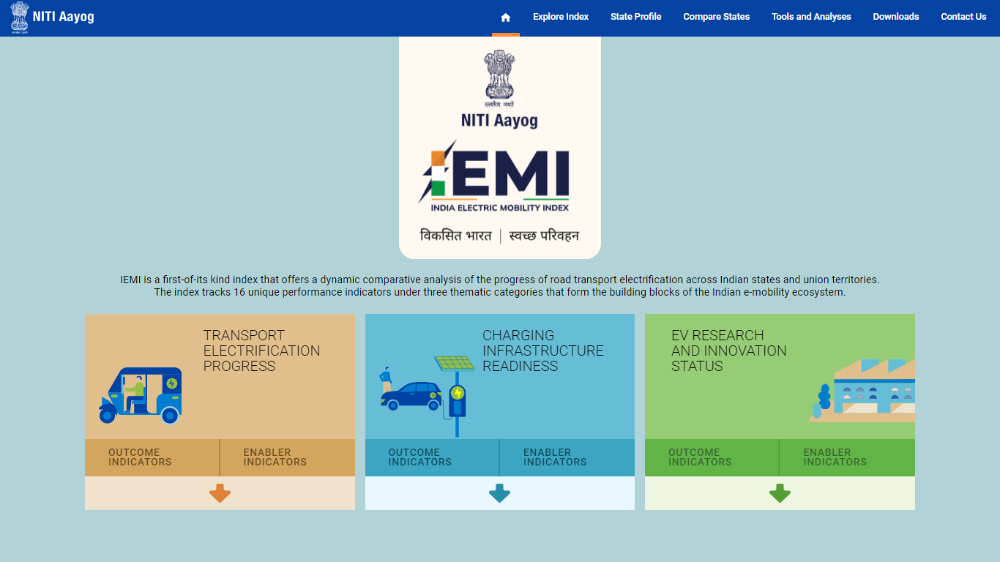 NITI Aayog
Explore Index
State Profile
Compare States
Tools and Analyses
Downloads
Contact Us
सत्यमेव जयते
NITI Aayog
iEMI
INDIA ELECTRIC MOBILITY INDEX
विकसित भारत | स्वच्छ परिवहन
IEMI is a first-of-its kind index that offers a dynamic comparative analysis of the progress of road transport electrification across Indian states and union territories.
The index tracks 16 unique performance indicators under three thematic categories that form the building blocks of the Indian e-mobility ecosystem.
TRANSPORT
ELECTRIFICATION
PROGRESS
OUTCOME
INDICATORS
ENABLER
INDICATORS
CHARGING
INFRASTRUCTURE
READINESS
OUTCOME
INDICATORS
ENABLER
INDICATORS
EV RESEARCH
AND INNOVATION
STATUS
OUTCOME
INDICATORS
ENABLER
INDICATORS